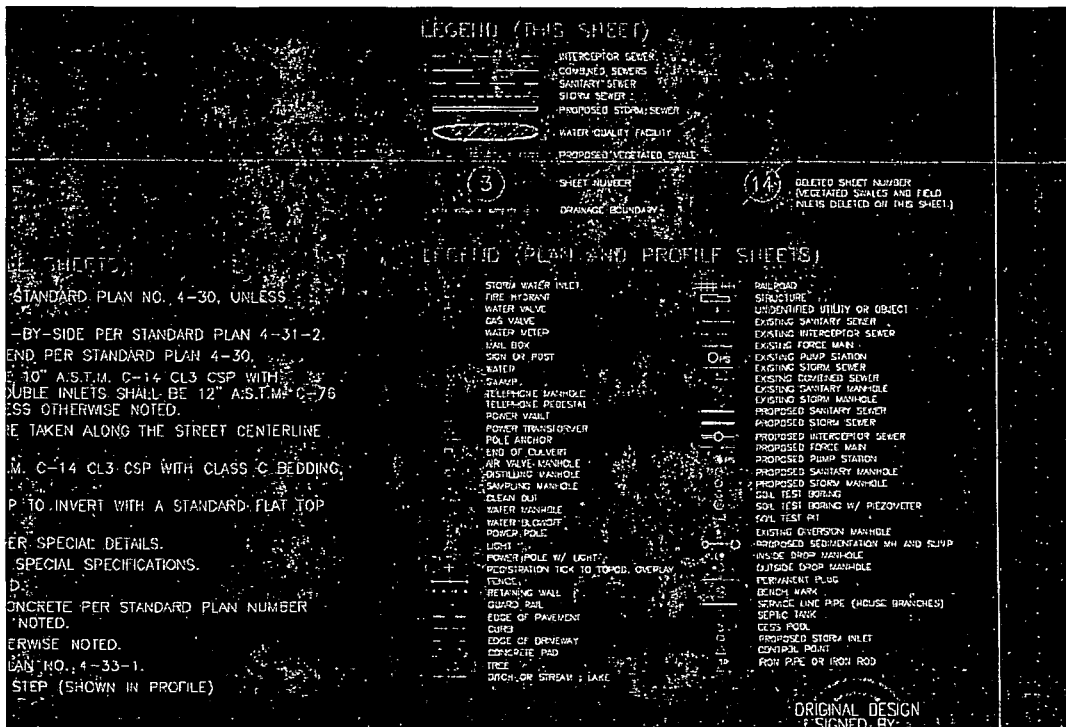 LEGEND (THIS SHEET)
INTERCEPTOR SEWER
COMBINED SEWERS
SANITARY SEWER
STORM SEWER
PROPOSED STORM SEWER
WATER QUALITY FACILITY
PROPOSED VEGETATED SWALE
3
SHEET NUMBER
DRAINAGE BOUNDARY
14
DELETED SHEET NUMBER
(VEGETATED SWALES AND FIELD
INLETS DELETED ON THIS SHEET.)
SHEETS)
STANDARD PLAN NO. 4-30, UNLESS
-BY-SIDE PER STANDARD PLAN 4-31-2.
END PER STANDARD PLAN 4-30.
10" A.S.T.M. C-14 CL3 CSP WITH
OUBLE INLETS SHALL BE 12" A.S.T.M. C-76
ESS OTHERWISE NOTED.
RE TAKEN ALONG THE STREET CENTERLINE
.M. C-14 CL3 CSP WITH CLASS C BEDDING,
P TO INVERT WITH A STANDARD FLAT TOP
ER SPECIAL DETAILS.
SPECIAL SPECIFICATIONS.
D.
ONCRETE PER STANDARD PLAN NUMBER
NOTED.
ERWISE NOTED.
LAN NO. 4-33-1.
STEP (SHOWN IN PROFILE)
LEGEND (PLAN AND PROFILE SHEETS)
STORM WATER INLET
FIRE HYDRANT
WATER VALVE
GAS VALVE
WATER METER
MAIL BOX
SIGN OR POST
WATER
SWAMP
TELEPHONE MANHOLE
TELEPHONE PEDESTAL
POWER VAULT
POWER TRANSFORMER
POLE ANCHOR
END OF CULVERT
AIR VALVE MANHOLE
DISTILLING MANHOLE
SAMPLING MANHOLE
CLEAN OUT
WATER MANHOLE
WATER BLOWOFF
POWER POLE
LIGHT
POWER POLE W/ LIGHT
REGISTRATION TICK TO TOPOG. OVERLAY
FENCE
RETAINING WALL
GUARD RAIL
EDGE OF PAVEMENT
CURB
EDGE OF DRIVEWAY
CONCRETE PAD
TREE
DITCH OR STREAM ; LAKE
RAILROAD
STRUCTURE
UNIDENTIFIED UTILITY OR OBJECT
EXISTING SANITARY SEWER
EXISTING INTERCEPTOR SEWER
EXISTING FORCE MAIN
PS EXISTING PUMP STATION
EXISTING STORM SEWER
EXISTING COMBINED SEWER
EXISTING SANITARY MANHOLE
EXISTING STORM MANHOLE
PROPOSED SANITARY SEWER
PROPOSED STORM SEWER
PROPOSED INTERCEPTOR SEWER
PROPOSED FORCE MAIN
PS PROPOSED PUMP STATION
PROPOSED SANITARY MANHOLE
PROPOSED STORM MANHOLE
SOIL TEST BORING
SOIL TEST BORING W/ PIEZOMETER
SOIL TEST PIT
EXISTING DIVERSION MANHOLE
PROPOSED SEDIMENTATION MH AND SUMP
INSIDE DROP MANHOLE
OUTSIDE DROP MANHOLE
PERMANENT PLUG
BENCH MARK
SERVICE LINE PIPE (HOUSE BRANCHES)
SEPTIC TANK
CESS POOL
PROPOSED STORM INLET
CONTROL POINT
IRON PIPE OR IRON ROD
ORIGINAL DESIGN
SIGNED BY